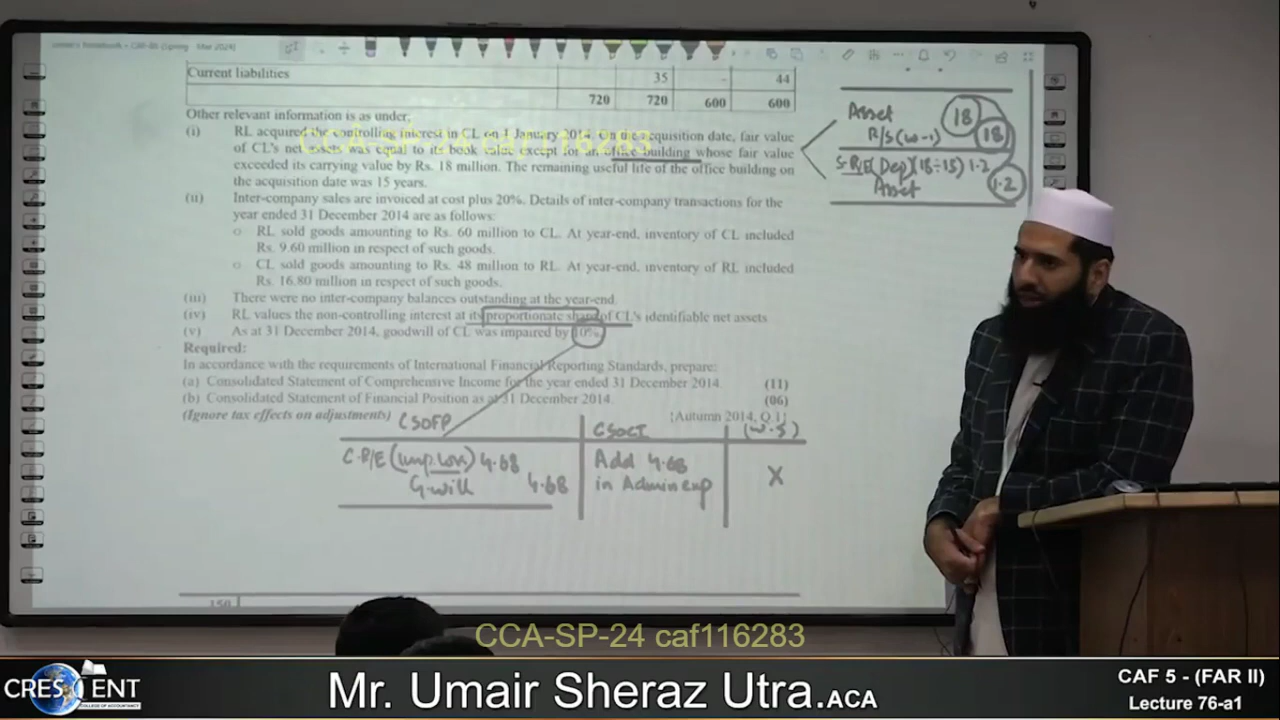 Current liabilities 35 - 44
720 720 600 600
Other relevant information is as under.
(i) RL acquired the controlling interest in CL on 1 January 2014. On the acquisition date, fair value
of CL's net assets was equal to its book value except for an office building whose fair value
exceeded its carrying value by Rs. 18 million. The remaining useful life of the office building on
the acquisition date was 15 years.
(ii) Inter-company sales are invoiced at cost plus 20%. Details of inter-company transactions for the
year ended 31 December 2014 are as follows:
o RL sold goods amounting to Rs. 60 million to CL. At year-end, inventory of CL included
Rs. 9.60 million in respect of such goods.
o CL sold goods amounting to Rs. 48 million to RL. At year-end, inventory of RL included
Rs. 16.80 million in respect of such goods.
(iii) There were no inter-company balances outstanding at the year-end.
(iv) RL values the non-controlling interest at its proportionate share of CL's identifiable net assets
(v) As at 31 December 2014, goodwill of CL was impaired by 10%.
Required:
In accordance with the requirements of International Financial Reporting Standards, prepare:
(a) Consolidated Statement of Comprehensive Income for the year ended 31 December 2014. (11)
(b) Consolidated Statement of Financial Position as at 31 December 2014. (06)
(Ignore tax effects on adjustments) {Autumn 2014, Q.1}
CSOFP CSOCI (W-5)
C.R/E (Imp.Loss) 4.68 Add 4.68 X
G.will 4.68 in Admin exp
Asset 18
R/S (W-1) 18
S.R/E (Dep) (18÷15) 1.2
Asset 1.2
150
CCA-SP-24 caf116283
CCA-SP-24 caf116283
CRESCENT
COLLEGE OF ACCOUNTANCY
Mr. Umair Sheraz Utra.ACA
CAF 5 - (FAR II)
Lecture 76-a1